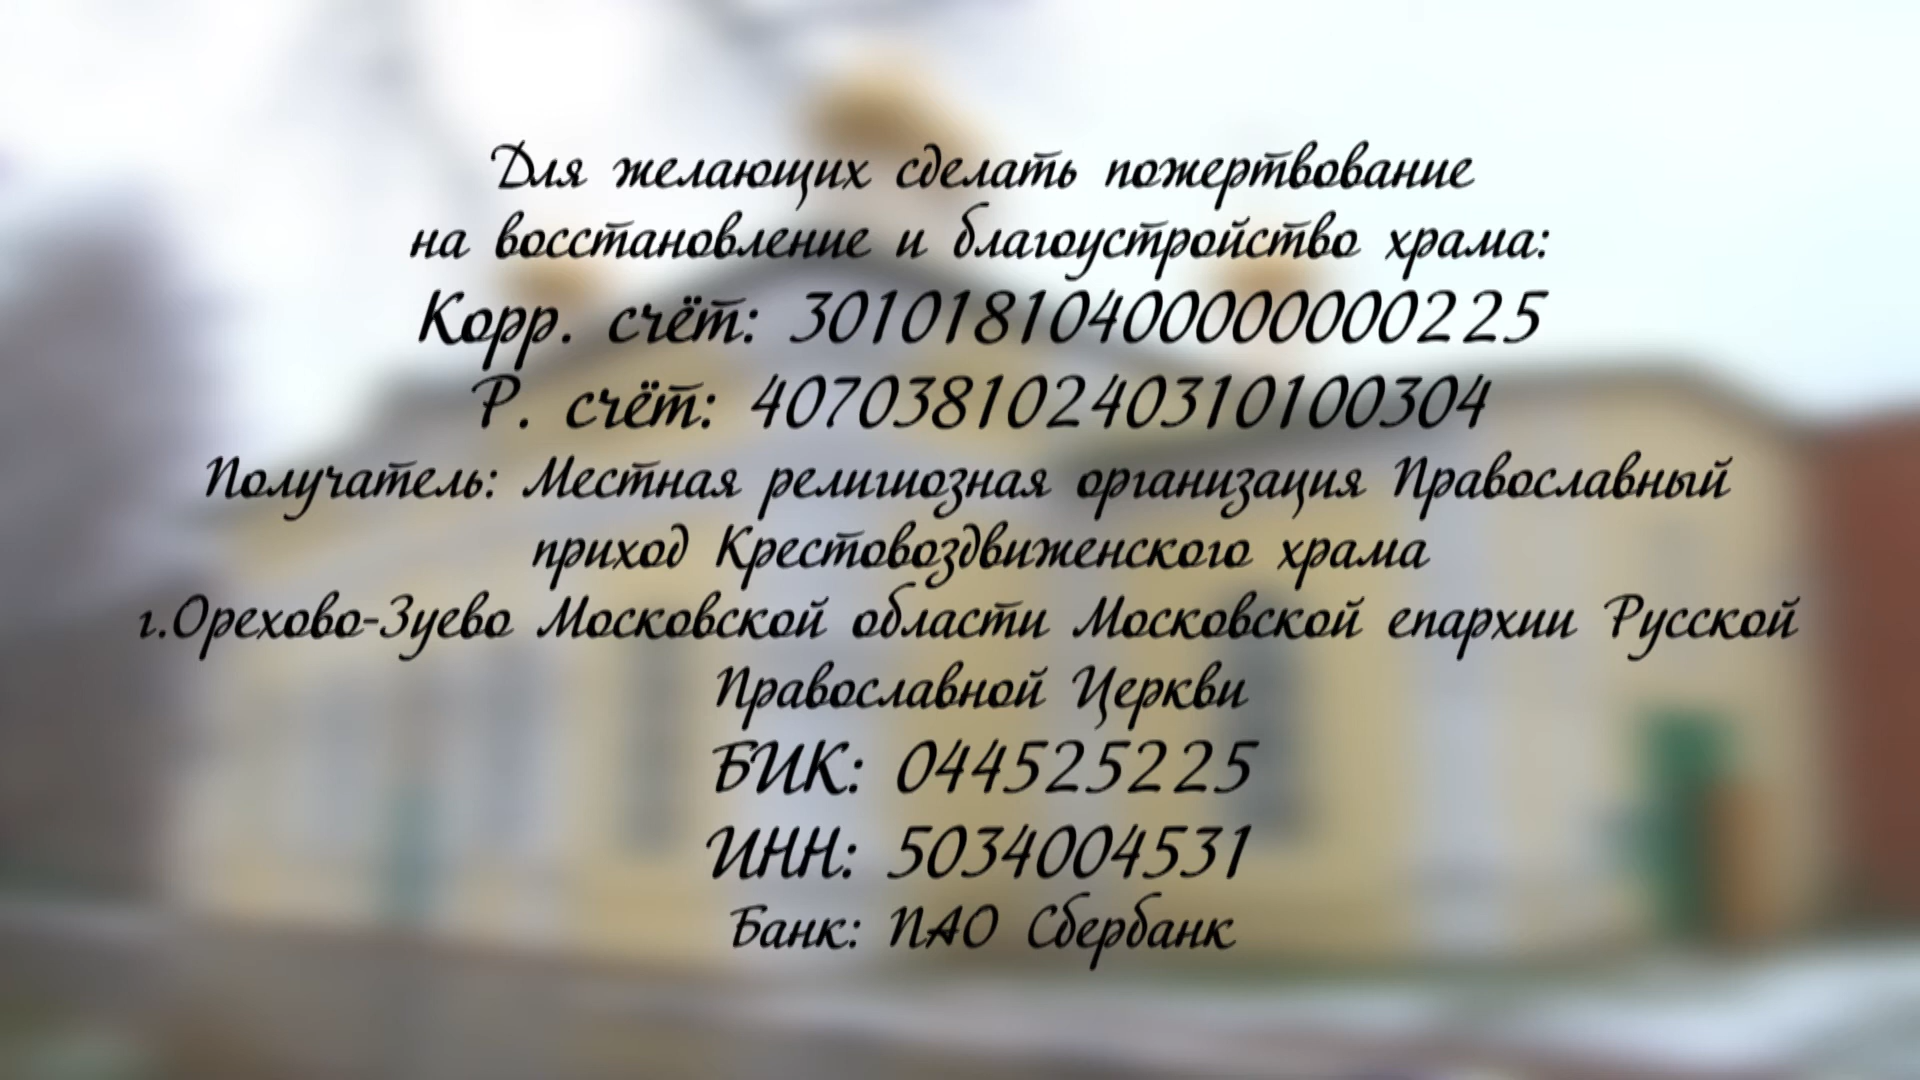 Для желающих сделать пожертвование
на восстановление и благоустройство храма:
Корр. счёт: 30101810400000000225
Р. счёт: 40703810240310100304
Получатель: Местная религиозная организация Православный
приход Крестовоздвиженского храма
г.Орехово-Зуево Московской области Московской епархии Русской
Православной Церкви
БИК: 044525225
ИНН: 5034004531
Банк: ПАО Сбербанк